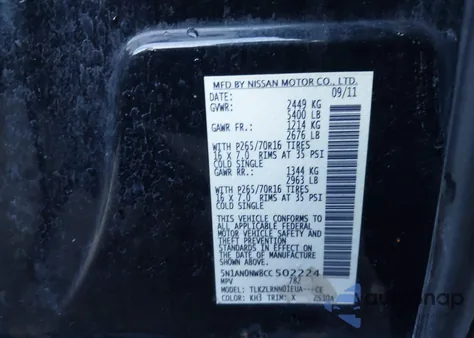 MFD BY NISSAN MOTOR CO., LTD.
DATE: 09/11
GVWR: 2449 KG
5400 LB
GAWR FR.: 1214 KG
2676 LB
WITH P265/70R16 TIRES
16 X 7.0 RIMS AT 35 PSI
COLD SINGLE
GAWR RR.: 1344 KG
2963 LB
WITH P265/70R16 TIRES
16 X 7.0 RIMS AT 35 PSI
COLD SINGLE
THIS VEHICLE CONFORMS TO
ALL APPLICABLE FEDERAL
MOTOR VEHICLE SAFETY
STANDARDS IN EFFECT ON
THE DATE OF MANUFACTURE
SHOWN ABOVE.
5N1AN0NW8CC502224
MPV 782
MODEL:
COLOR: KH3 TRIM: X
autosnap